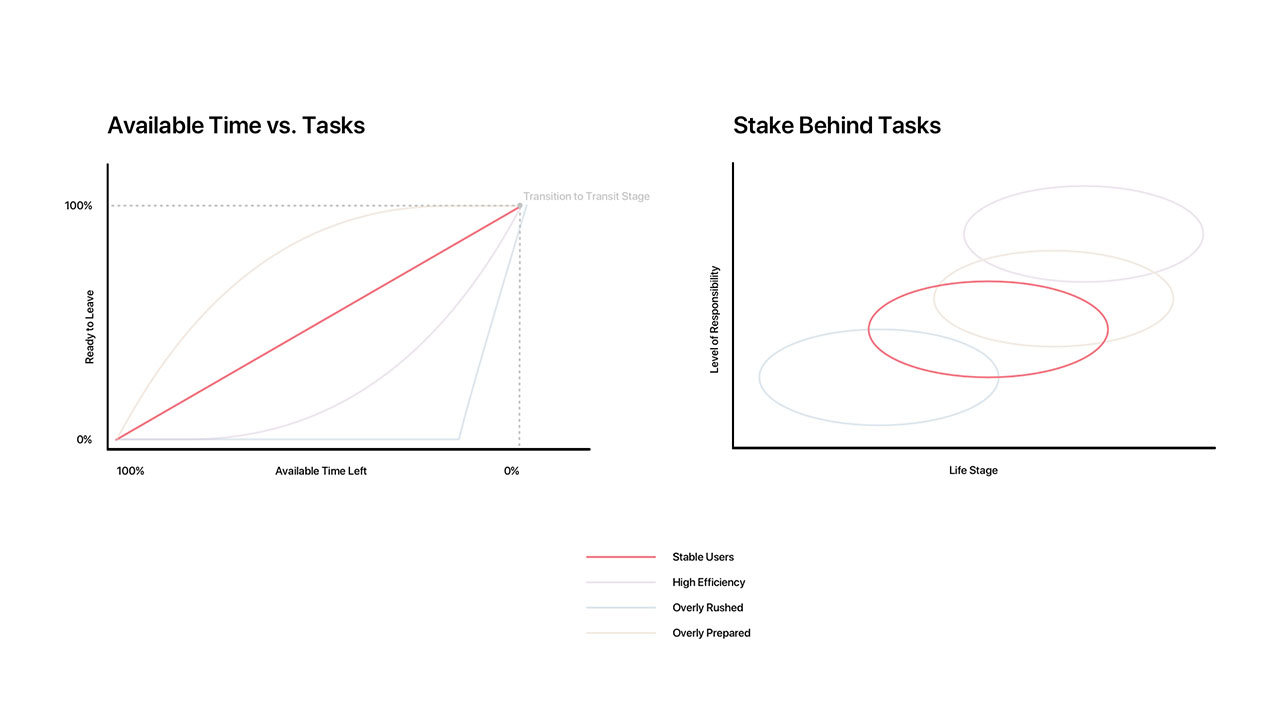 Available Time vs. Tasks
Transition to Transit Stage
100%
Ready to Leave
0%
100%
Available Time Left
0%
Stake Behind Tasks
Level of Responsibility
Life Stage
Stable Users
High Efficiency
Overly Rushed
Overly Prepared